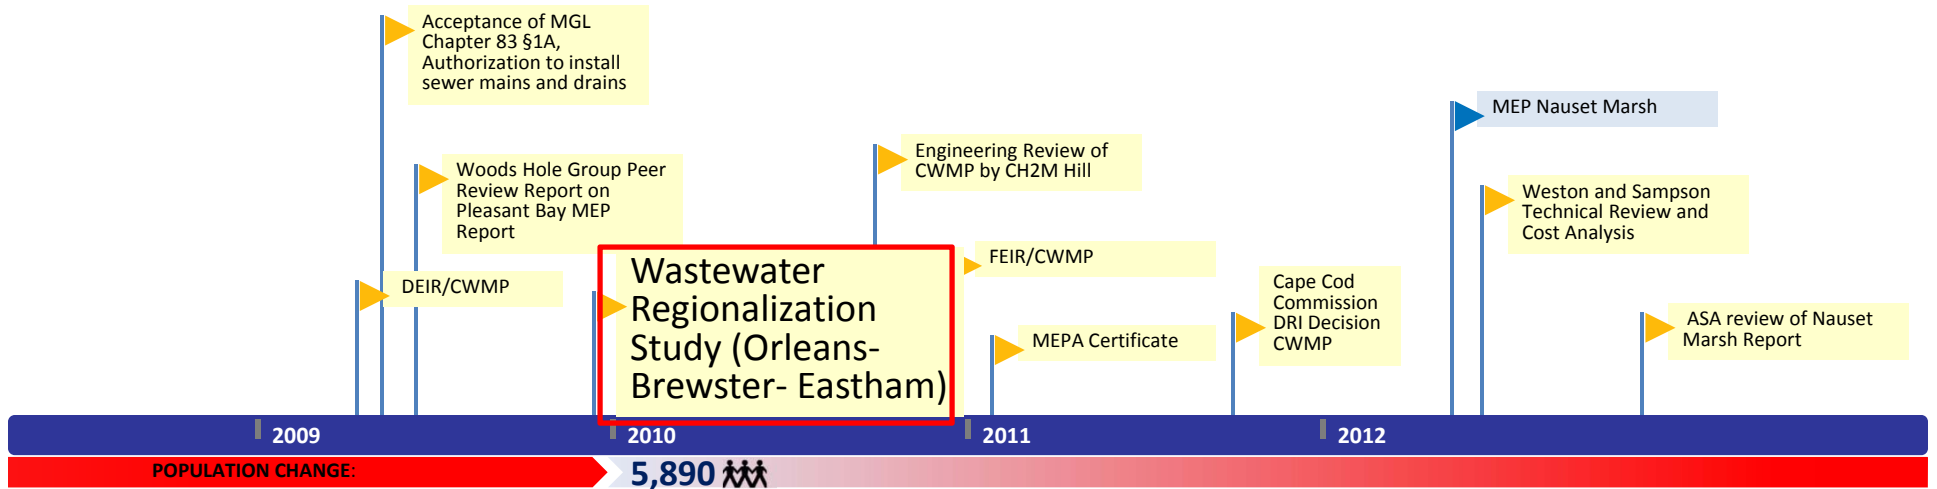 Acceptance of MGL
Chapter 83 §1A,
Authorization to install
sewer mains and drains
MEP Nauset Marsh
Woods Hole Group Peer
Review Report on
Pleasant Bay MEP
Report
Engineering Review of
CWMP by CH2M Hill
Weston and Sampson
Technical Review and
Cost Analysis
DEIR/CWMP
Wastewater
Regionalization
Study (Orleans-
Brewster- Eastham)
FEIR/CWMP
MEPA Certificate
Cape Cod
Commission
DRI Decision
CWMP
ASA review of Nauset
Marsh Report
2009
2010
2011
2012
POPULATION CHANGE:
5,890